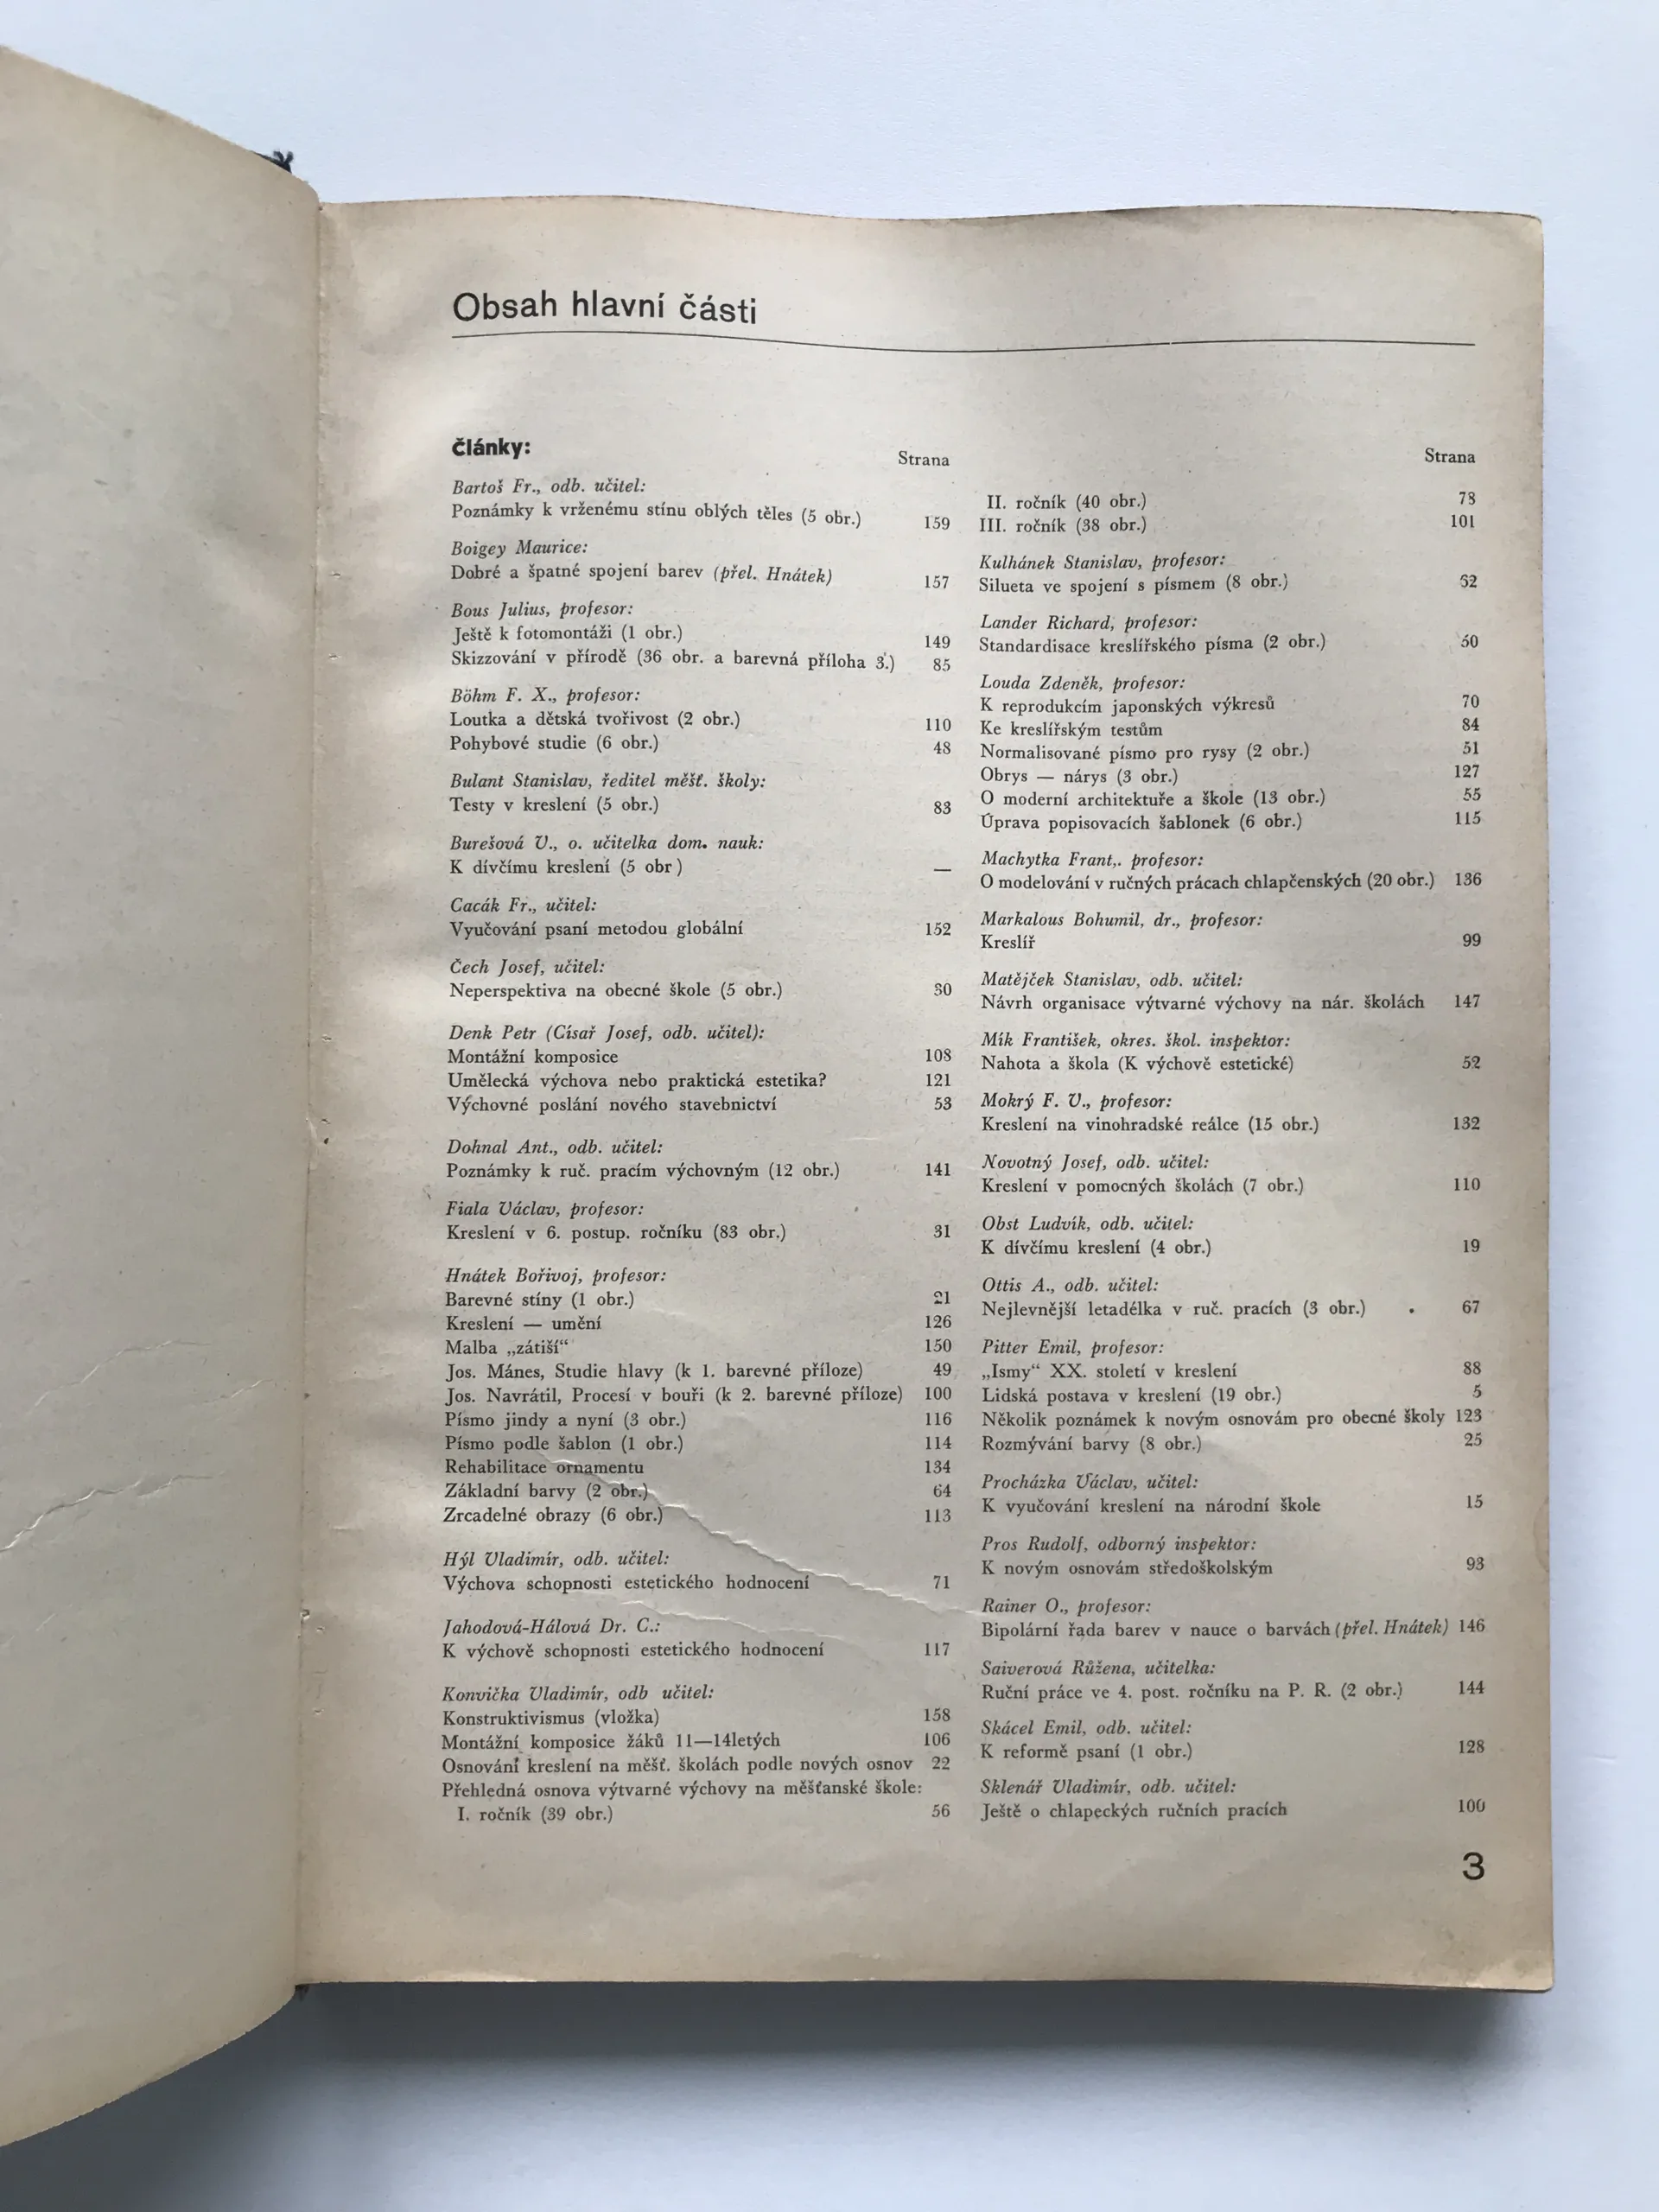 Obsah hlavní části
Články:
Strana
Bartoš Fr., odb. učitel:
Poznámky k vrženému stínu oblých těles (5 obr.) 159
Boigey Maurice:
Dobré a špatné spojení barev (přel. Hnátek) 157
Bous Julius, profesor:
Ještě k fotomontáži (1 obr.) 149
Skizzování v přírodě (36 obr. a barevná příloha 3.) 85
Böhm F. X., profesor:
Loutka a dětská tvořivost (2 obr.) 110
Pohybové studie (6 obr.) 48
Bulant Stanislav, ředitel měšť. školy:
Testy v kreslení (5 obr.) 83
Burešová V., o. učitelka dom. nauk:
K dívčímu kreslení (5 obr) —
Cacák Fr., učitel:
Vyučování psaní metodou globální 152
Čech Josef, učitel:
Neperspektiva na obecné škole (5 obr.) 30
Denk Petr (Císař Josef, odb. učitel):
Montážní komposice 108
Umělecká výchova nebo praktická estetika? 121
Výchovné poslání nového stavebnictví 53
Dohnal Ant., odb. učitel:
Poznámky k ruč. pracím výchovným (12 obr.) 141
Fiala Václav, profesor:
Kreslení v 6. postup. ročníku (83 obr.) 31
Hnátek Bořivoj, profesor:
Barevné stíny (1 obr.) 21
Kreslení — umění 126
Malba „zátiší“ 150
Jos. Mánes, Studie hlavy (k 1. barevné příloze) 49
Jos. Navrátil, Procesí v bouři (k 2. barevné příloze) 100
Písmo jindy a nyní (3 obr.) 116
Písmo podle šablon (1 obr.) 114
Rehabilitace ornamentu 134
Základní barvy (2 obr.) 64
Zrcadelné obrazy (6 obr.) 113
Hýl Vladimír, odb. učitel:
Výchova schopnosti estetického hodnocení 71
Jahodová-Hálová Dr. C.:
K výchově schopnosti estetického hodnocení 117
Konvička Vladimír, odb učitel:
Konstruktivismus (vložka) 158
Montážní komposice žáků 11—14letých 106
Osnování kreslení na měšť. školách podle nových osnov 22
Přehledná osnova výtvarné výchovy na měšťanské škole:
I. ročník (39 obr.) 56
Strana
II. ročník (40 obr.) 73
III. ročník (38 obr.) 101
Kulhánek Stanislav, profesor:
Silueta ve spojení s písmem (8 obr.) 62
Lander Richard, profesor:
Standardisace kreslířského písma (2 obr.) 50
Louda Zdeněk, profesor:
K reprodukcím japonských výkresů 70
Ke kreslířským testům 84
Normalisované písmo pro rysy (2 obr.) 51
Obrys — nárys (3 obr.) 127
O moderní architektuře a škole (13 obr.) 55
Úprava popisovacích šablonek (6 obr.) 115
Machytka Frant,. profesor:
O modelování v ručných prácach chlapčenských (20 obr.) 136
Markalous Bohumil, dr., profesor:
Kreslíř 99
Matějček Stanislav, odb. učitel:
Návrh organisace výtvarné výchovy na nár. školách 147
Mík František, okres. škol. inspektor:
Nahota a škola (K výchově estetické) 52
Mokrý F. V., profesor:
Kreslení na vinohradské reálce (15 obr.) 132
Novotný Josef, odb. učitel:
Kreslení v pomocných školách (7 obr.) 110
Obst Ludvík, odb. učitel:
K dívčímu kreslení (4 obr.) 19
Ottis A., odb. učitel:
Nejlevnější letadélka v ruč. pracích (3 obr.) 67
Pitter Emil, profesor:
„Ismy“ XX. století v kreslení 88
Lidská postava v kreslení (19 obr.) 5
Několik poznámek k novým osnovám pro obecné školy 123
Rozmývání barvy (8 obr.) 25
Procházka Václav, učitel:
K vyučování kreslení na národní škole 15
Pros Rudolf, odborný inspektor:
K novým osnovám středoškolským 93
Rainer O., profesor:
Bipolární řada barev v nauce o barvách (přel. Hnátek) 146
Saiverová Růžena, učitelka:
Ruční práce ve 4. post. ročníku na P. R. (2 obr.) 144
Skácel Emil, odb. učitel:
K reformě psaní (1 obr.) 128
Sklenář Vladimír, odb. učitel:
Ještě o chlapeckých ručních pracích 100
3